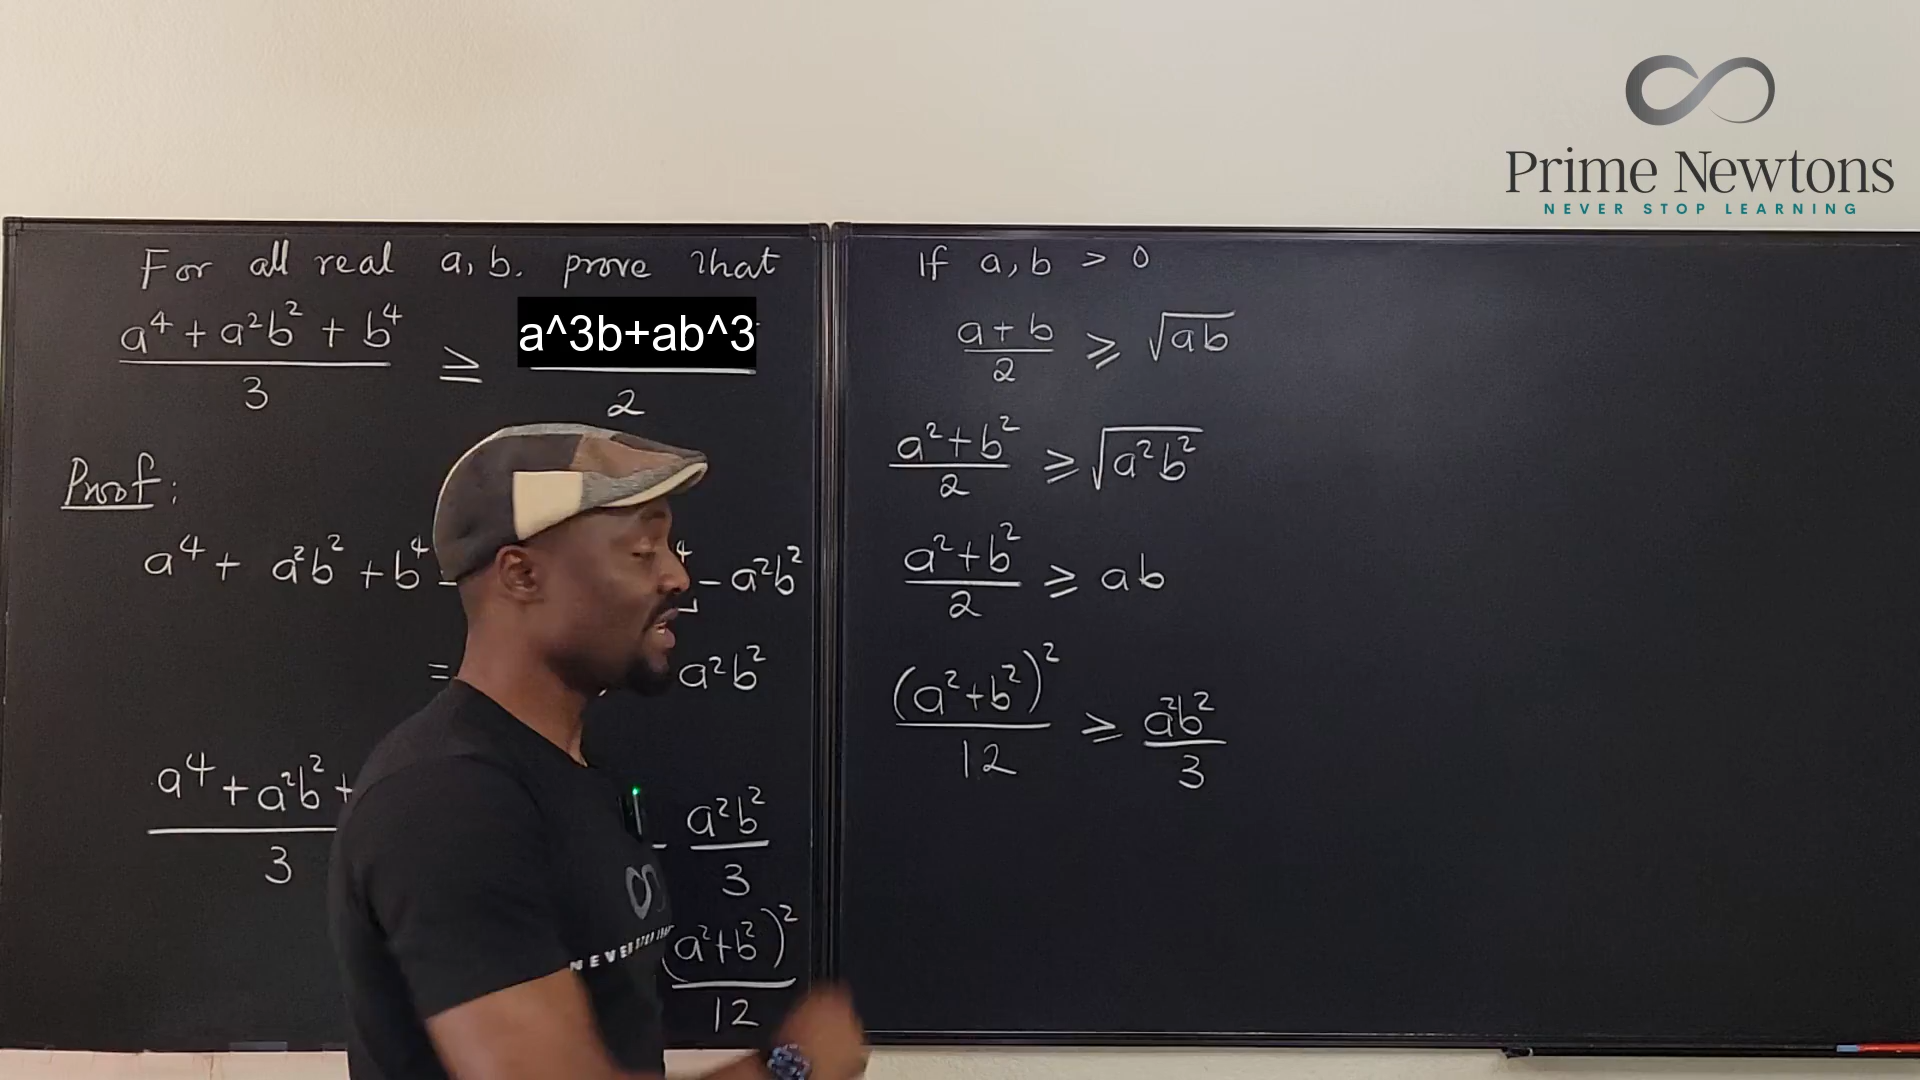 Prime Newtons
NEVER STOP LEARNING
For all real a, b. prove that
a⁴ + a²b² + b⁴
3
≥
a^3b+ab^3
2
Proof:
a⁴ + a²b² + b⁴
- a²b²
=
a²b²
a⁴ + a²b² +
3
- a²b²
3
(a²+b²)²
12
If a, b > 0
a + b
2
≥ √ab
a² + b²
2
≥ √a²b²
a² + b²
2
≥ ab
(a² + b²)²
12
≥
a²b²
3